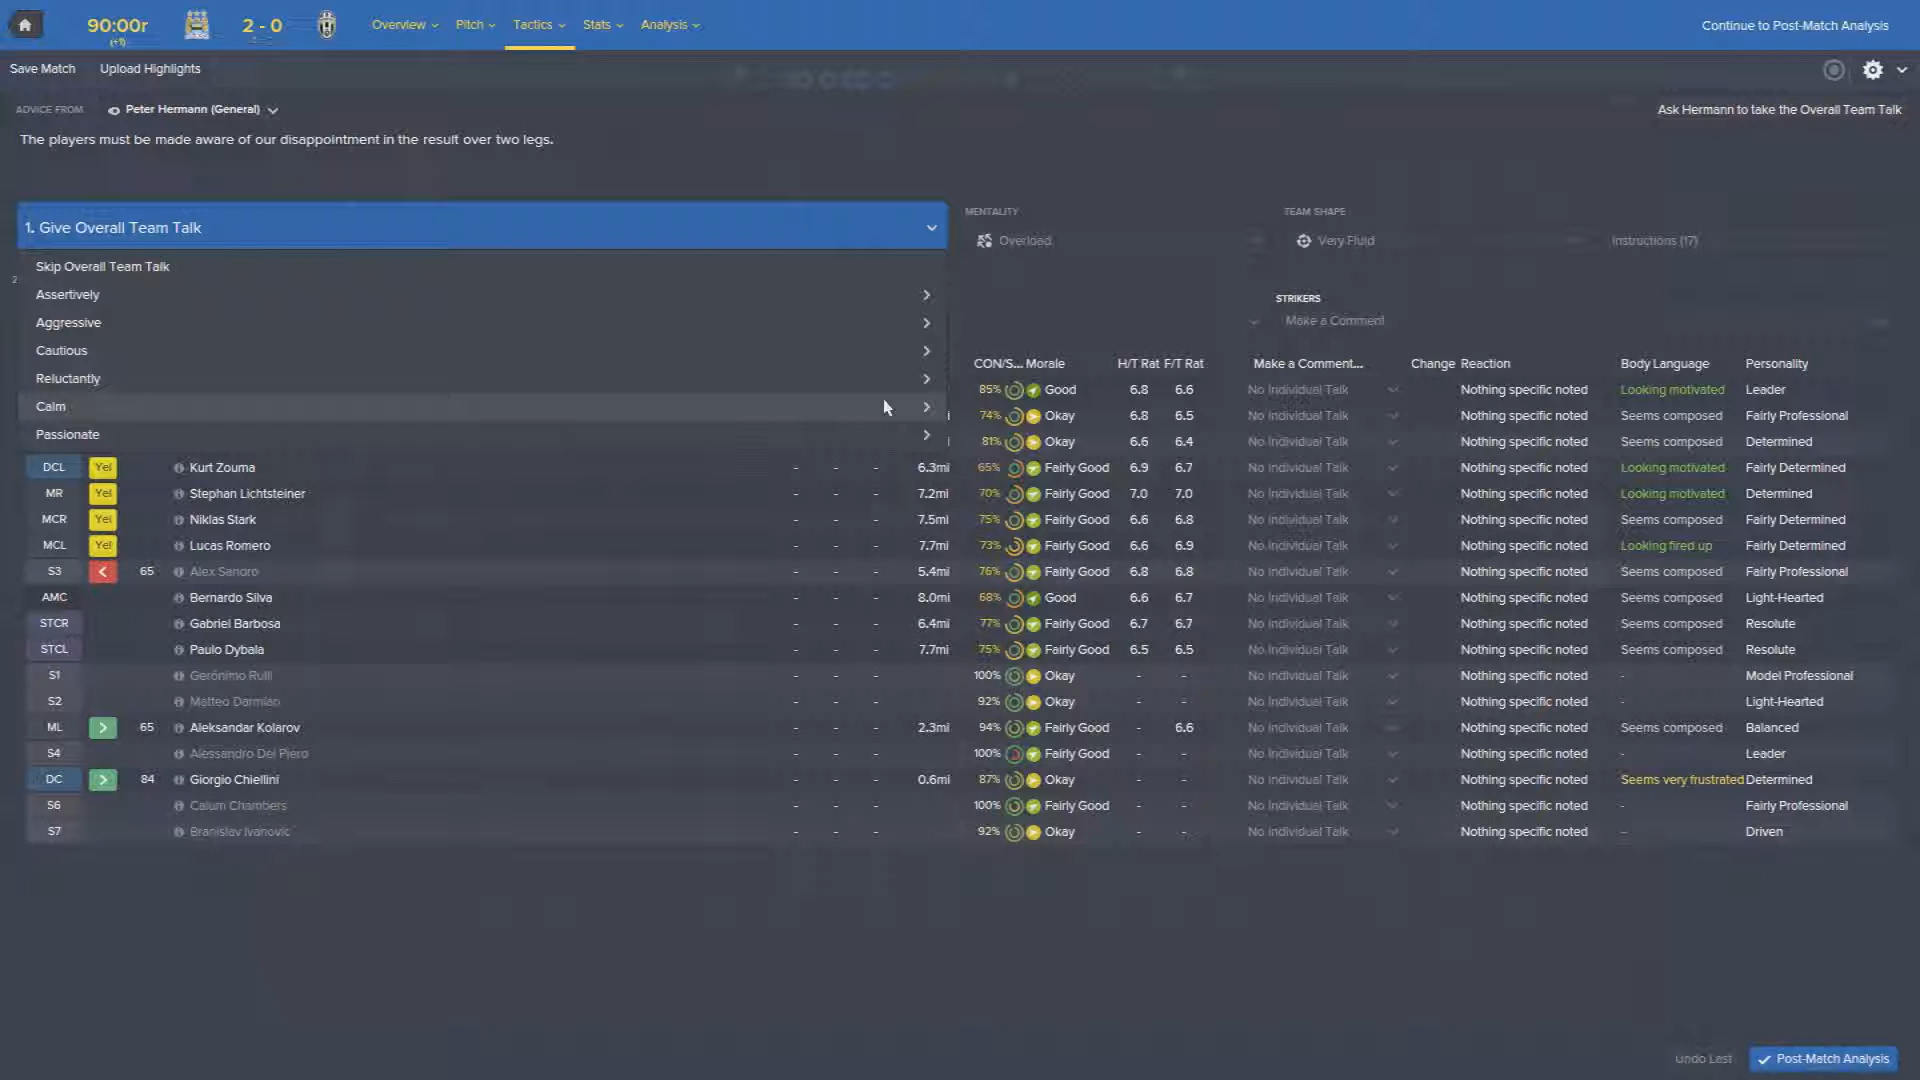 90:00r
(+1)
2 - 0
Overview
Pitch
Tactics
Stats
Analysis
Continue to Post-Match Analysis
Save Match
Upload Highlights
ADVICE FROM
Peter Hermann (General)
Ask Hermann to take the Overall Team Talk
The players must be made aware of our disappointment in the result over two legs.
1. Give Overall Team Talk
MENTALITY
TEAM SHAPE
Overload
Very Fluid
Instructions (17)
Skip Overall Team Talk
2
Assertively
STRIKERS
Aggressive
Make a Comment
Cautious
CON/S... Morale H/T Rat F/T Rat Make a Comment... Change Reaction Body Language Personality
Reluctantly
85% Good 6.8 6.6 No Individual Talk Nothing specific noted Looking motivated Leader
Calm
74% Okay 6.8 6.5 No Individual Talk Nothing specific noted Seems composed Fairly Professional
Passionate
81% Okay 6.6 6.4 No Individual Talk Nothing specific noted Seems composed Determined
DCL Yel Kurt Zouma - - - 6.3mi 65% Fairly Good 6.9 6.7 No Individual Talk Nothing specific noted Looking motivated Fairly Determined
MR Yel Stephan Lichtsteiner - - - 7.2mi 70% Fairly Good 7.0 7.0 No Individual Talk Nothing specific noted Looking motivated Determined
MCR Yel Niklas Stark - - - 7.5mi 75% Fairly Good 6.6 6.8 No Individual Talk Nothing specific noted Seems composed Fairly Determined
MCL Yel Lucas Romero - - - 7.7mi 73% Fairly Good 6.6 6.9 No Individual Talk Nothing specific noted Looking fired up Fairly Determined
S3 65 Alex Sandro - - - 5.4mi 76% Fairly Good 6.8 6.8 No Individual Talk Nothing specific noted Seems composed Fairly Professional
AMC Bernardo Silva - - - 8.0mi 68% Good 6.6 6.7 No Individual Talk Nothing specific noted Seems composed Light-Hearted
STCR Gabriel Barbosa - - - 6.4mi 77% Fairly Good 6.7 6.7 No Individual Talk Nothing specific noted Seems composed Resolute
STCL Paulo Dybala - - - 7.7mi 75% Fairly Good 6.5 6.5 No Individual Talk Nothing specific noted Seems composed Resolute
S1 Gerónimo Rulli - - - 100% Okay - - No Individual Talk Nothing specific noted - Model Professional
S2 Matteo Darmian - - - 92% Okay - - No Individual Talk Nothing specific noted - Light-Hearted
ML 65 Aleksandar Kolarov - - - 2.3mi 94% Fairly Good - 6.6 No Individual Talk Nothing specific noted Seems composed Balanced
S4 Alessandro Del Piero - - - 100% Fairly Good - - No Individual Talk Nothing specific noted - Leader
DC 84 Giorgio Chiellini - - - 0.6mi 87% Okay - - No Individual Talk Nothing specific noted Seems very frustrated Determined
S6 Calum Chambers - - - 100% Fairly Good - - No Individual Talk Nothing specific noted - Fairly Professional
S7 Branislav Ivanovic - - - 92% Okay - - No Individual Talk Nothing specific noted - Driven
Undo Last
Post-Match Analysis